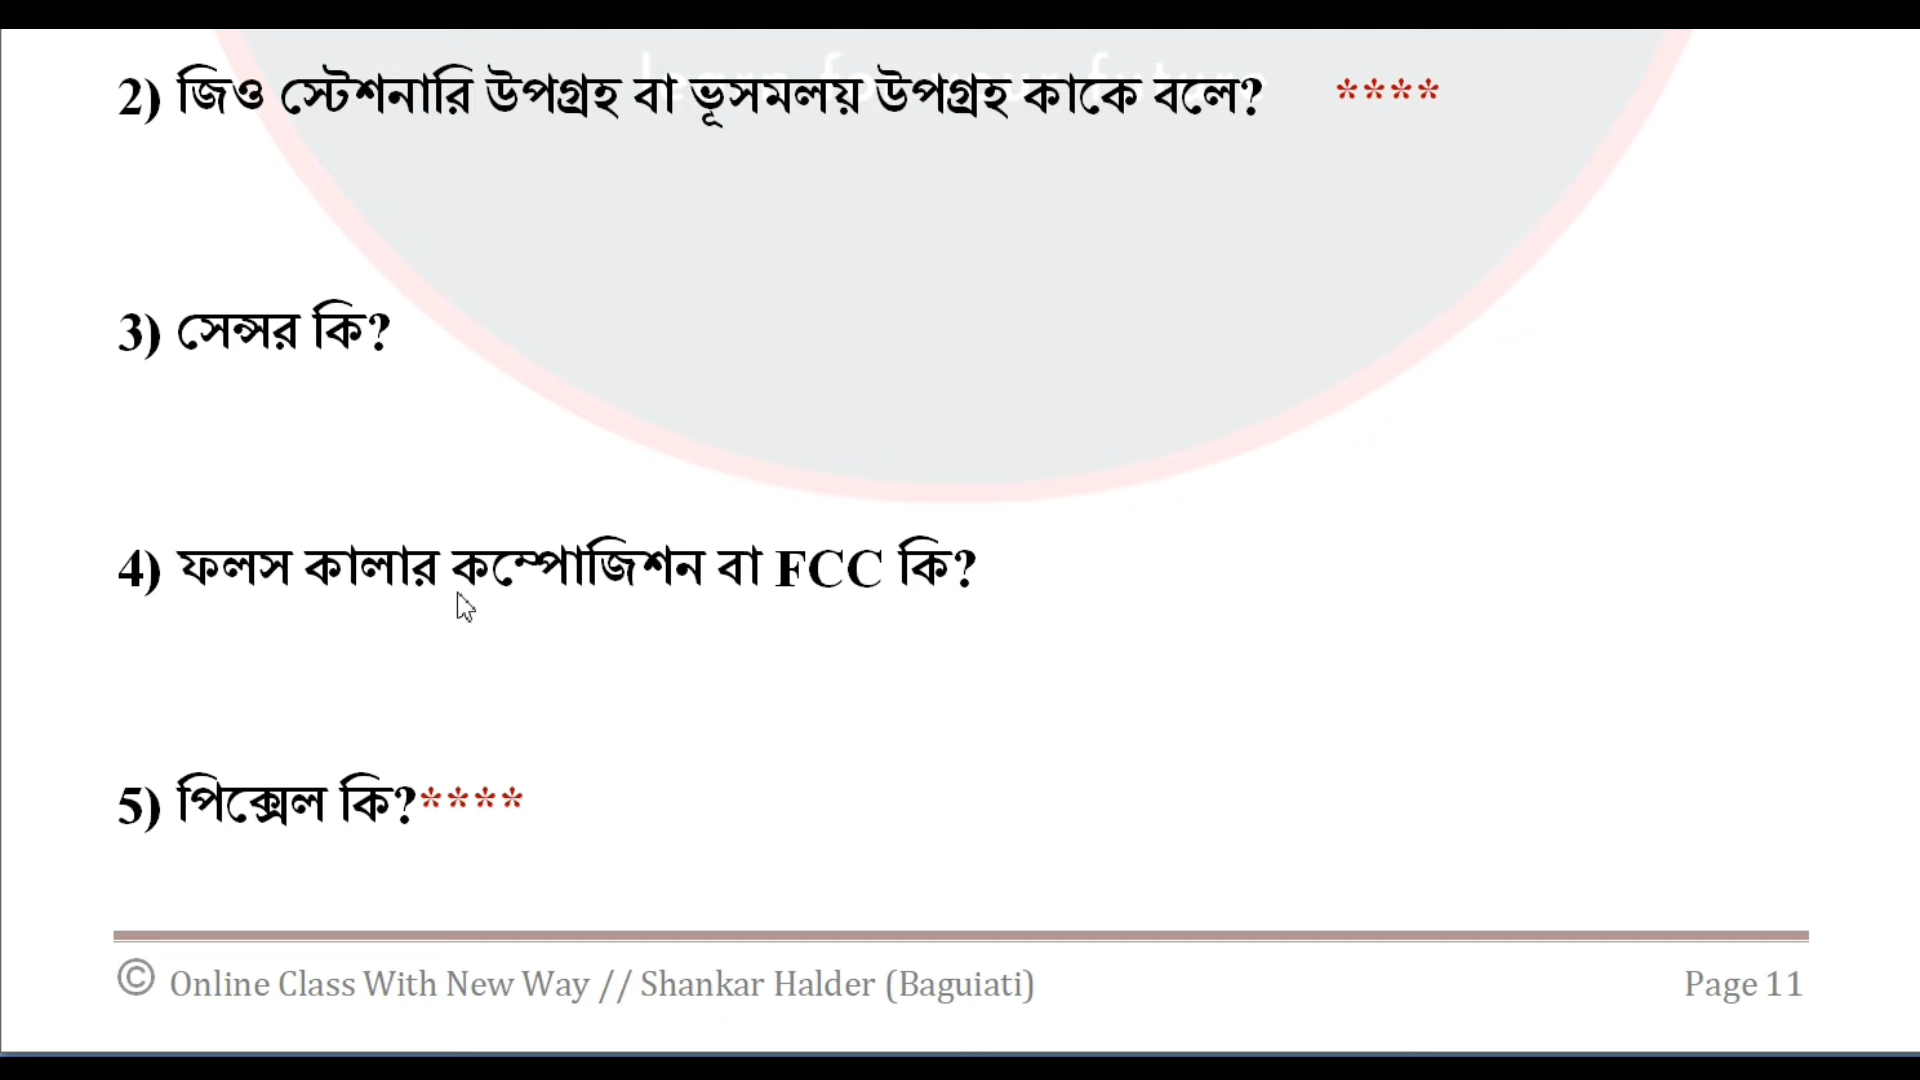 2) জিও স্টেশনারি উপগ্রহ বা ভূসমলয় উপগ্রহ কাকে বলে? ****
3) সেন্সর কি?
4) ফলস কালার কম্পোজিশন বা FCC কি?
5) পিক্সেল কি?****
© Online Class With New Way // Shankar Halder (Baguiati) Page 11